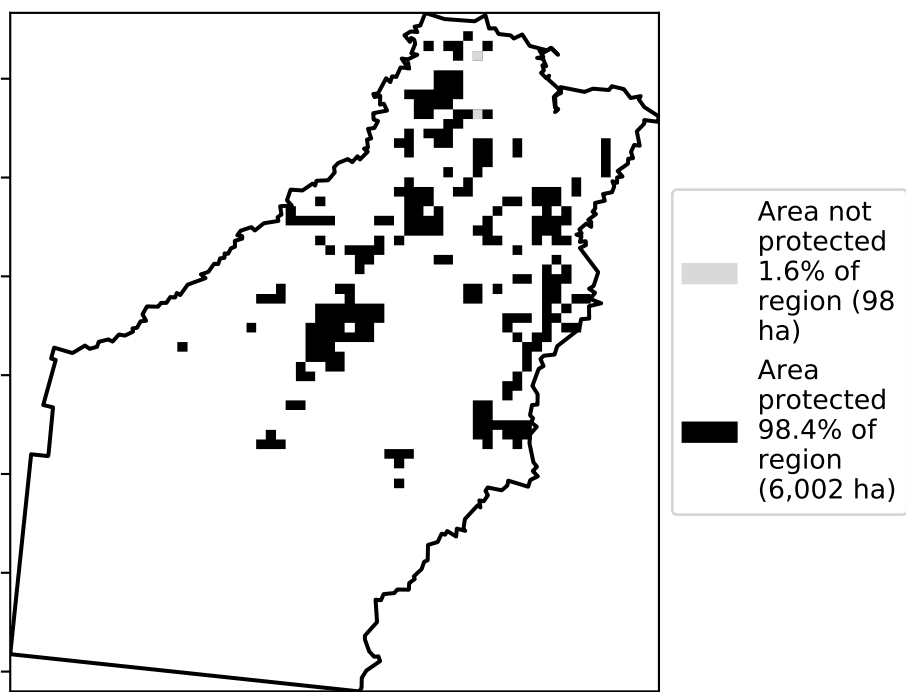 Area not
protected
1.6% of
region (98
ha)
Area
protected
98.4% of
region
(6,002 ha)